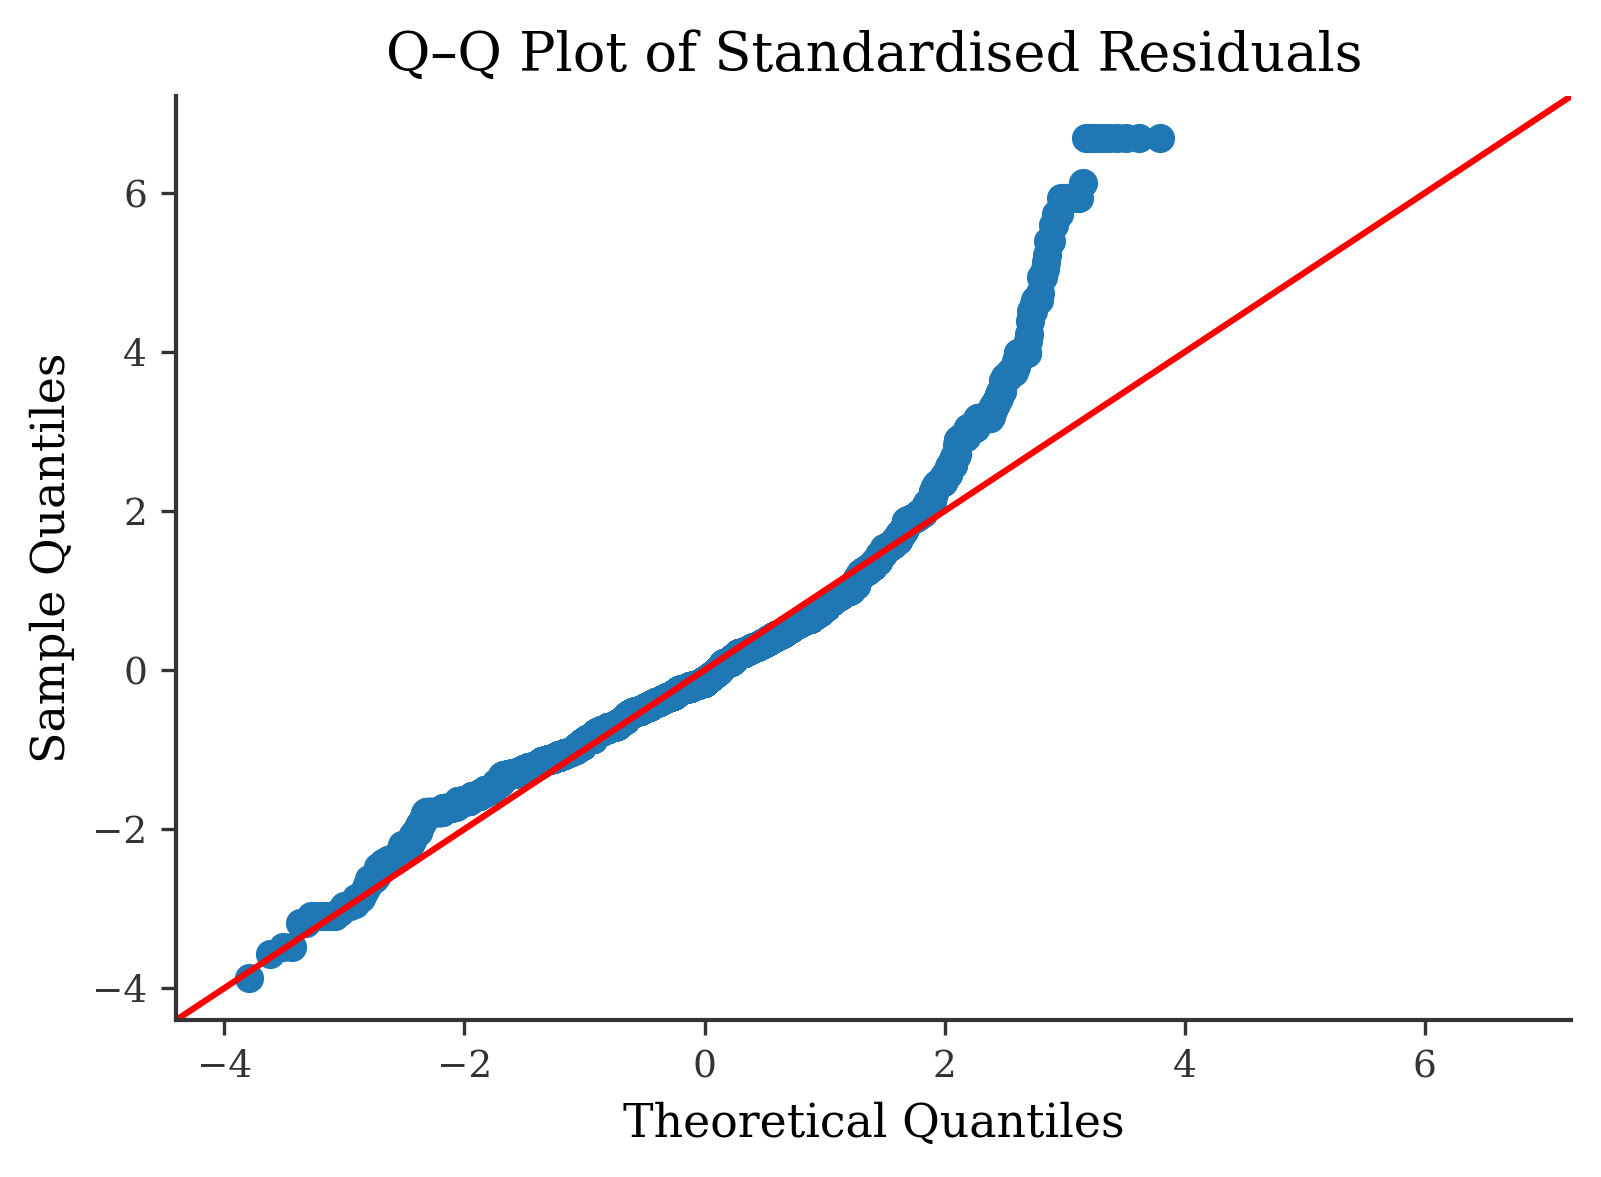 Q–Q Plot of Standardised Residuals
Sample Quantiles
6
4
2
0
−2
−4
−4 −2 0 2 4 6
Theoretical Quantiles